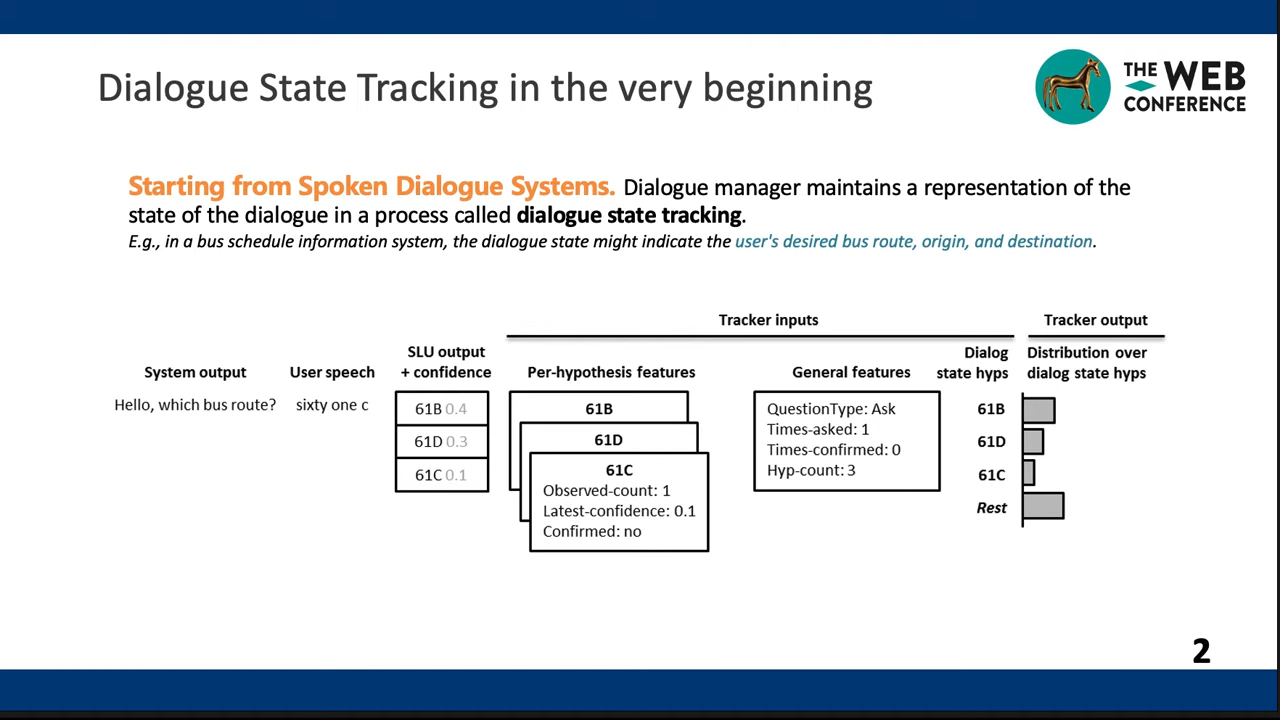 Dialogue State Tracking in the very beginning
THE WEB
CONFERENCE
Starting from Spoken Dialogue Systems. Dialogue manager maintains a representation of the
state of the dialogue in a process called dialogue state tracking.
E.g., in a bus schedule information system, the dialogue state might indicate the user's desired bus route, origin, and destination.
Tracker inputs
Tracker output
System output
User speech
SLU output
+ confidence
Per-hypothesis features
General features
Dialog
state hyps
Distribution over
dialog state hyps
Hello, which bus route?
sixty one c
61B 0.4
61D 0.3
61C 0.1
61B
61D
61C
Observed-count: 1
Latest-confidence: 0.1
Confirmed: no
QuestionType: Ask
Times-asked: 1
Times-confirmed: 0
Hyp-count: 3
61B
61D
61C
Rest
2